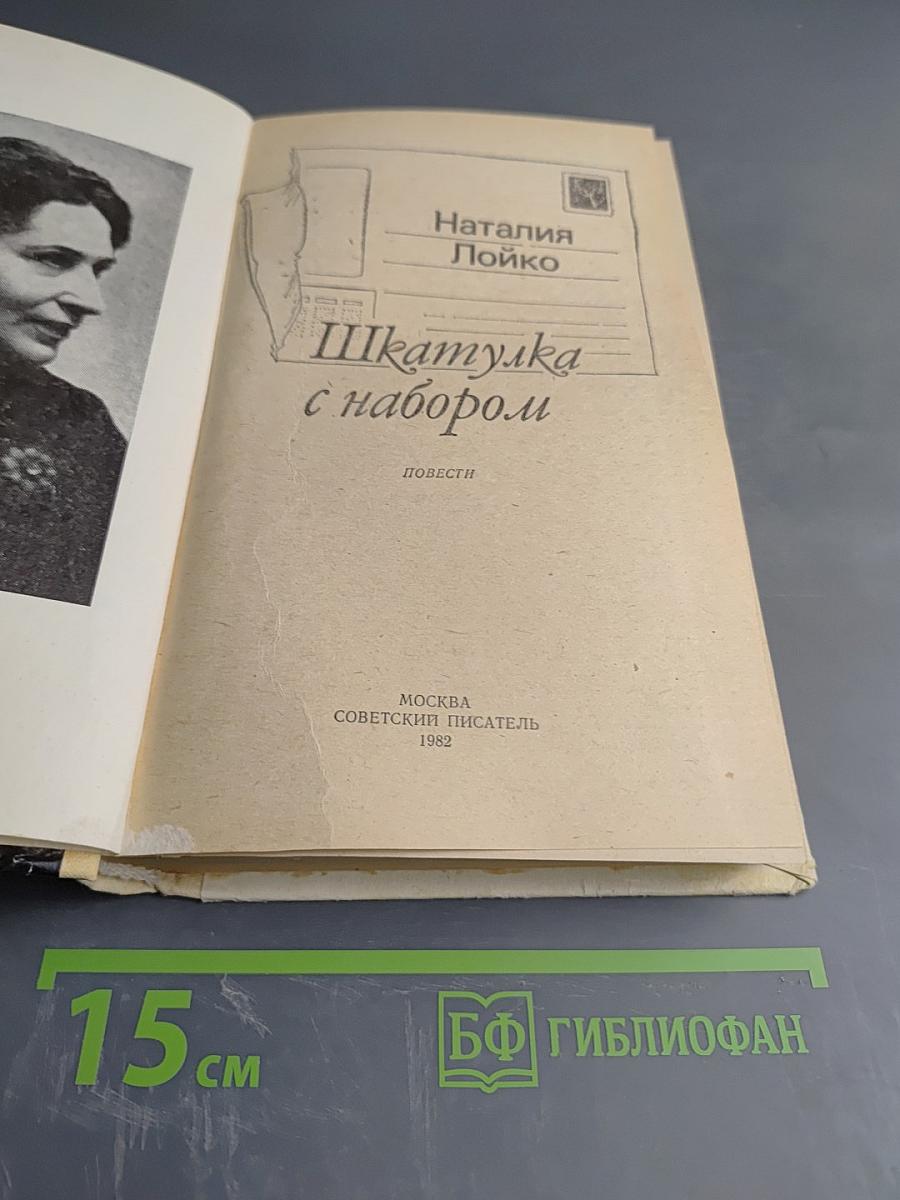 Наталия
Лойко
Шкатулка
с набором
ПОВЕСТИ
МОСКВА
СОВЕТСКИЙ ПИСАТЕЛЬ
1982
15 см
БФ ГИБЛИОФАН